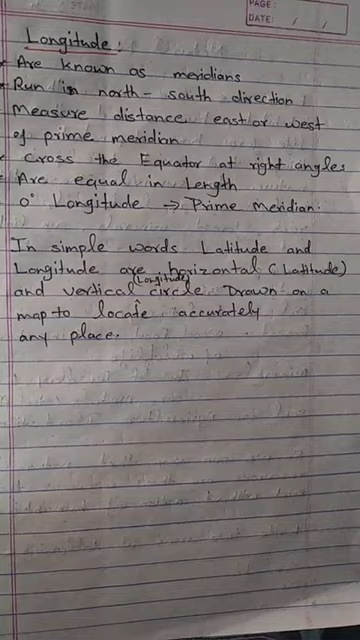 PAGE:
DATE: / /
Longitude:
Are known as meridians
Run in north-south direction
Measure distance east or west
of prime meridian
Cross the Equator at right angles
Are equal in Length
0° Longitude → Prime Meridian.
In simple words Latitude and
Longitude are horizontal (Latitude)
and vertical (Longitude) circle Drawn on a
map to locate accurately
any place.